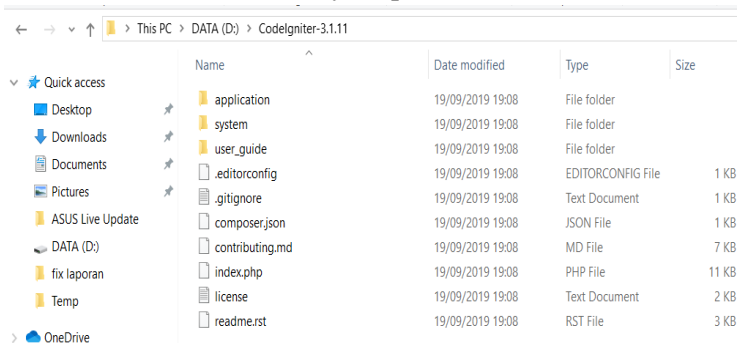 This PC > DATA (D:) > CodeIgniter-3.1.11
Name Date modified Type Size
Quick access
Desktop
Downloads
Documents
Pictures
ASUS Live Update
DATA (D:)
fix laporan
Temp
OneDrive
application 19/09/2019 19:08 File folder
system 19/09/2019 19:08 File folder
user_guide 19/09/2019 19:08 File folder
.editorconfig 19/09/2019 19:08 EDITORCONFIG File 1 KB
.gitignore 19/09/2019 19:08 Text Document 1 KB
composer.json 19/09/2019 19:08 JSON File 1 KB
contributing.md 19/09/2019 19:08 MD File 7 KB
index.php 19/09/2019 19:08 PHP File 11 KB
license 19/09/2019 19:08 Text Document 2 KB
readme.rst 19/09/2019 19:08 RST File 3 KB